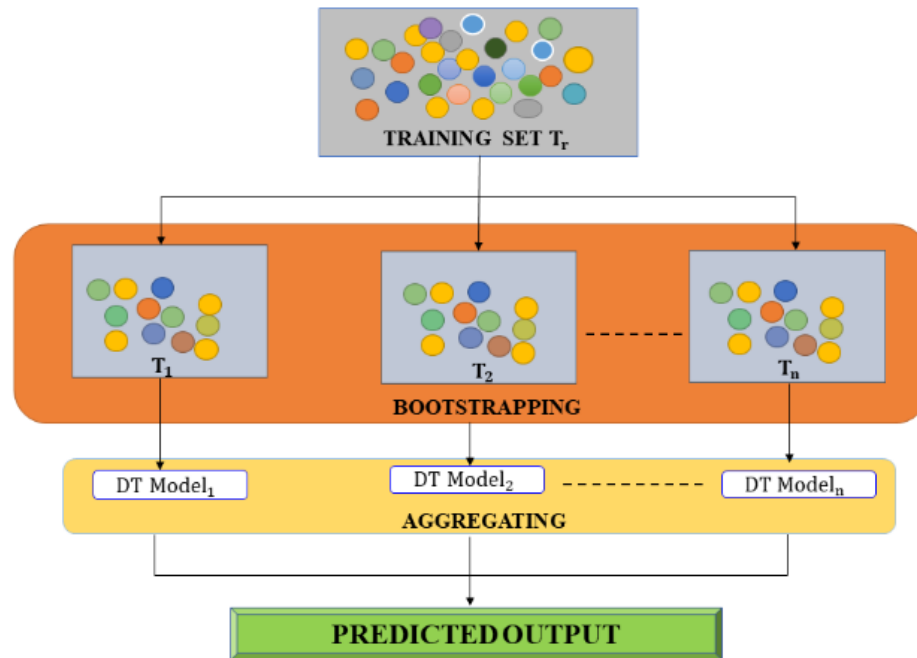 TRAINING SET Tr
T1
T2
Tn
BOOTSTRAPPING
DT Model1
DT Model2
DT Modeln
AGGREGATING
PREDICTED OUTPUT